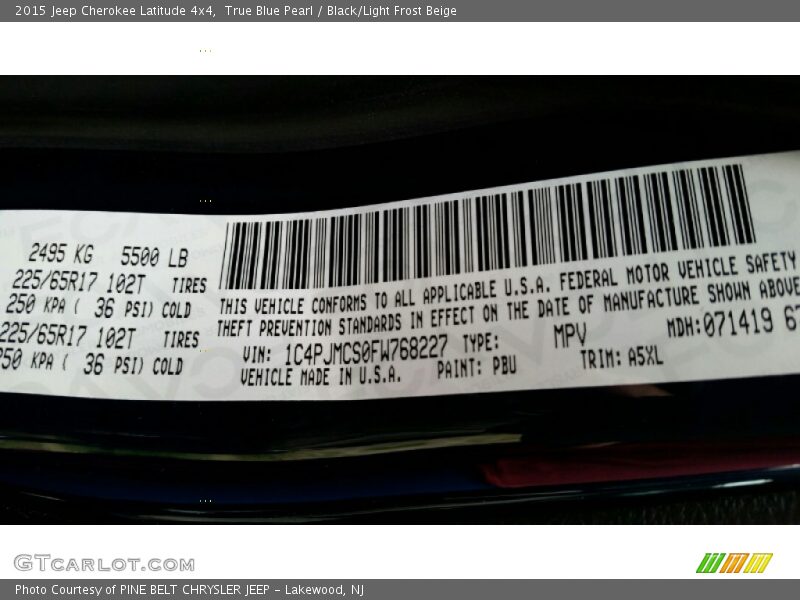 2015 Jeep Cherokee Latitude 4x4,  True Blue Pearl / Black/Light Frost Beige
2495 KG 5500 LB
225/65R17 102T TIRES
250 KPA ( 36 PSI) COLD
225/65R17 102T TIRES
250 KPA ( 36 PSI) COLD
THIS VEHICLE CONFORMS TO ALL APPLICABLE U.S.A. FEDERAL MOTOR VEHICLE SAFETY
THEFT PREVENTION STANDARDS IN EFFECT ON THE DATE OF MANUFACTURE SHOWN ABOVE
VIN: 1C4PJMCS0FW768227 TYPE: MPV MDH:071419 67
VEHICLE MADE IN U.S.A. PAINT: PBU TRIM: A5XL
GTCARLOT.COM
Photo Courtesy of PINE BELT CHRYSLER JEEP - Lakewood, NJ